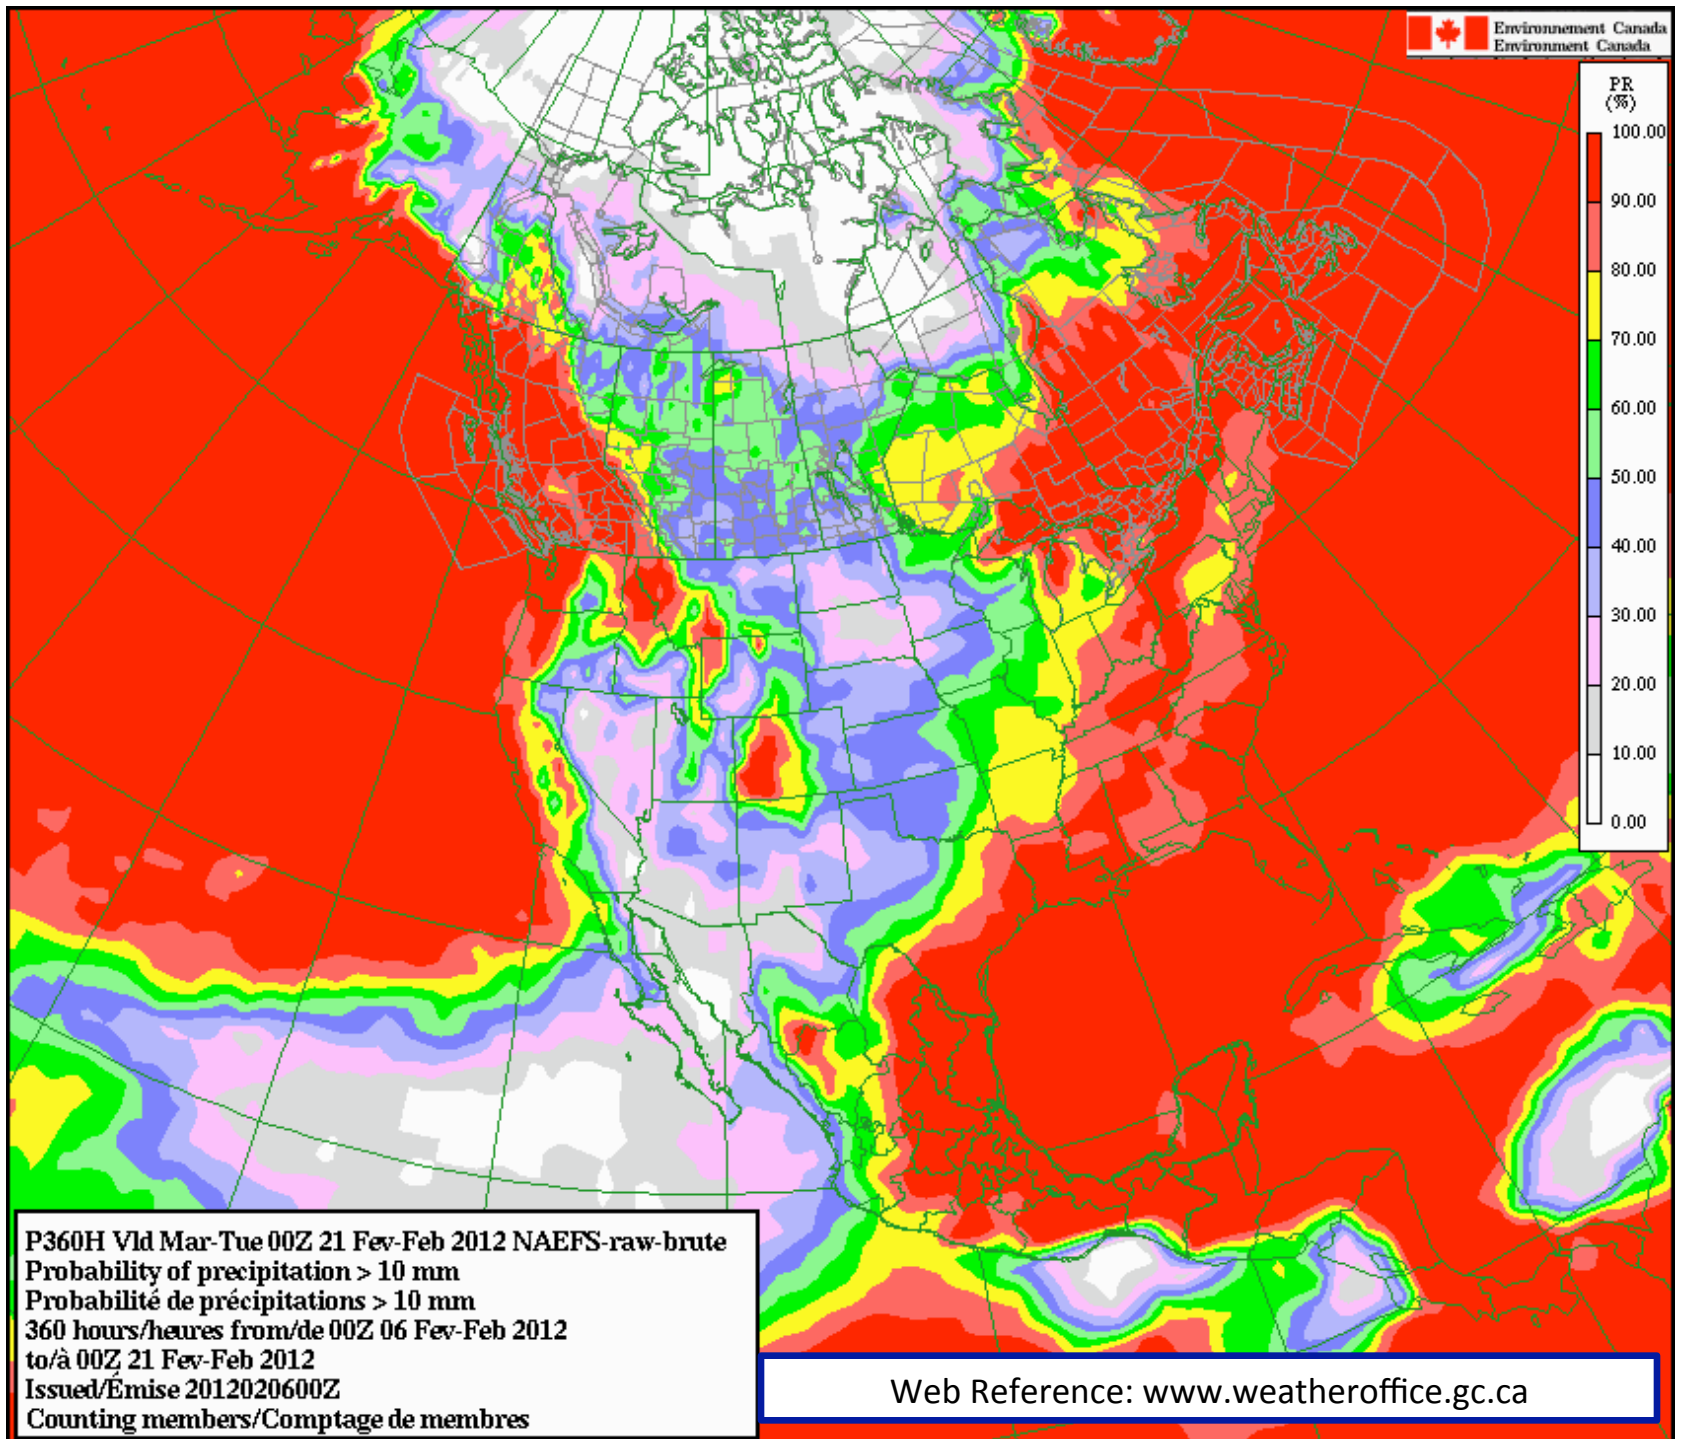 Environnement Canada
Environment Canada
PR
(%)
100.00
90.00
80.00
70.00
60.00
50.00
40.00
30.00
20.00
10.00
0.00
P360H Vld Mar-Tue 00Z 21 Fev-Feb 2012 NAEFS-raw-brute
Probability of precipitation > 10 mm
Probabilité de précipitations > 10 mm
360 hours/heures from/de 00Z 06 Fev-Feb 2012
to/à 00Z 21 Fev-Feb 2012
Issued/Émise 2012020600Z
Counting members/Comptage de membres
Web Reference: www.weatheroffice.gc.ca